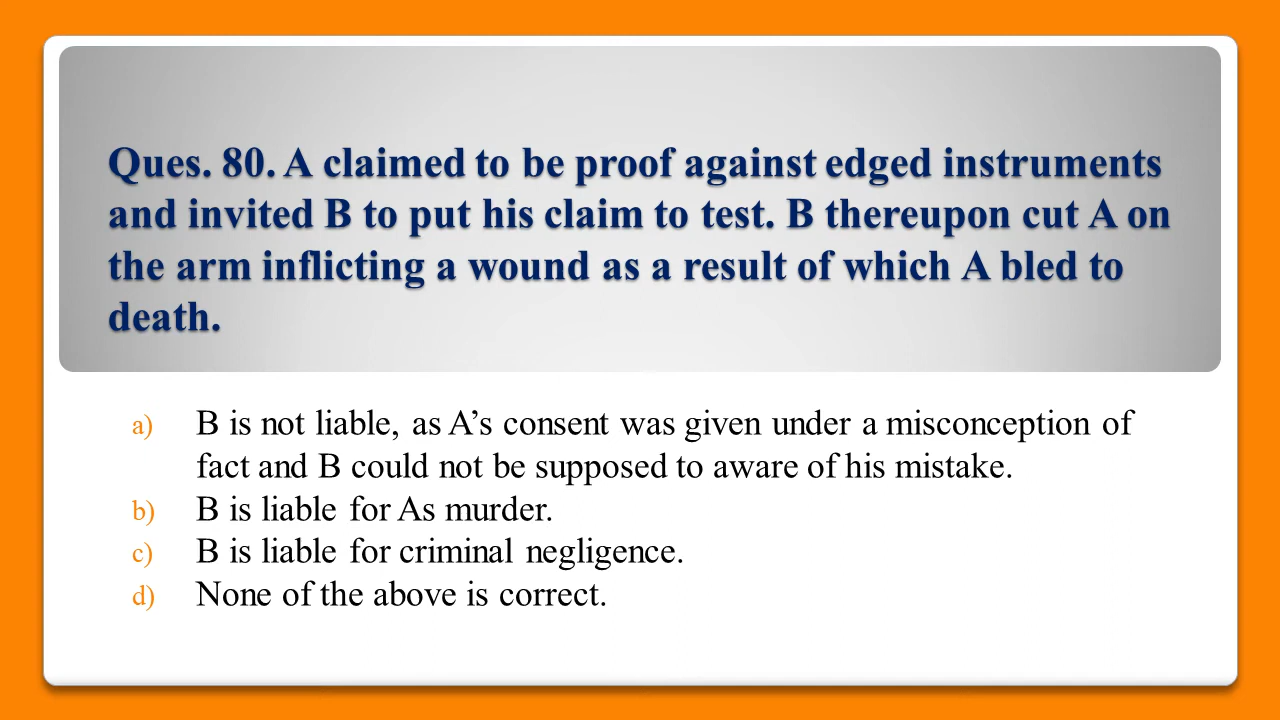 Ques. 80. A claimed to be proof against edged instruments
and invited B to put his claim to test. B thereupon cut A on
the arm inflicting a wound as a result of which A bled to
death.
a) B is not liable, as A’s consent was given under a misconception of
fact and B could not be supposed to aware of his mistake.
b) B is liable for As murder.
c) B is liable for criminal negligence.
d) None of the above is correct.